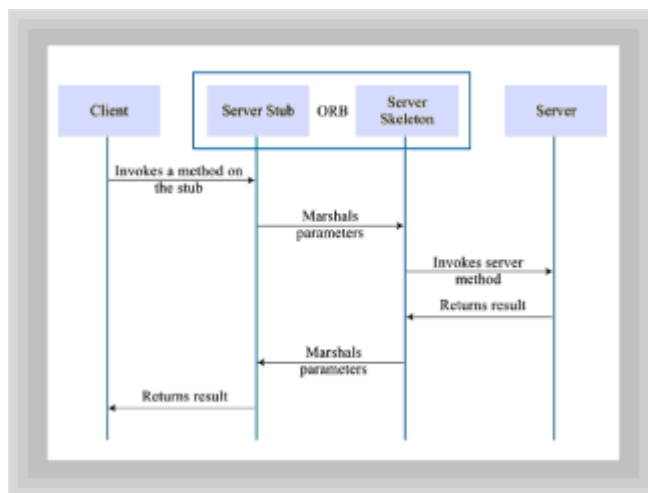 Client
Server Stub
ORB
Server
Skeleton
Server
Invokes a method on
the stub
Marshals
parameters
Invokes server
method
Returns result
Marshals
parameters
Returns result